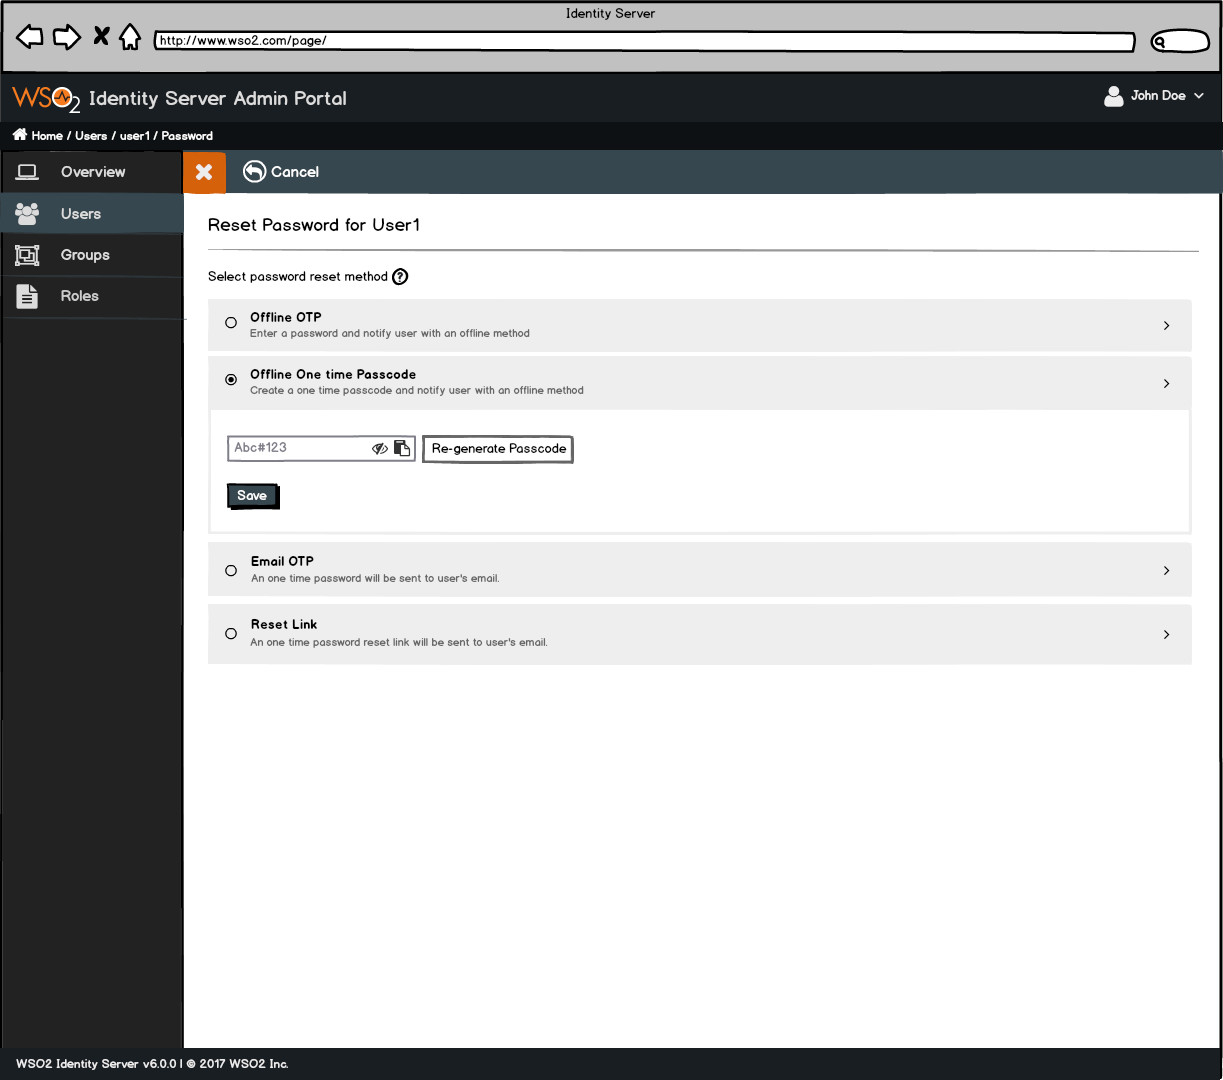 Identity Server
http://www.wso2.com/page/
WSO2 Identity Server Admin Portal
John Doe
Home / Users / user1 / Password
Overview
Cancel
Users
Groups
Roles
Reset Password for User1
Select password reset method ?
Offline OTP
Enter a password and notify user with an offline method
Offline One time Passcode
Create a one time passcode and notify user with an offline method
Abc#123
Re-generate Passcode
Save
Email OTP
An one time password will be sent to user's email.
Reset Link
An one time password reset link will be sent to user's email.
WSO2 Identity Server v6.0.0 | © 2017 WSO2 Inc.